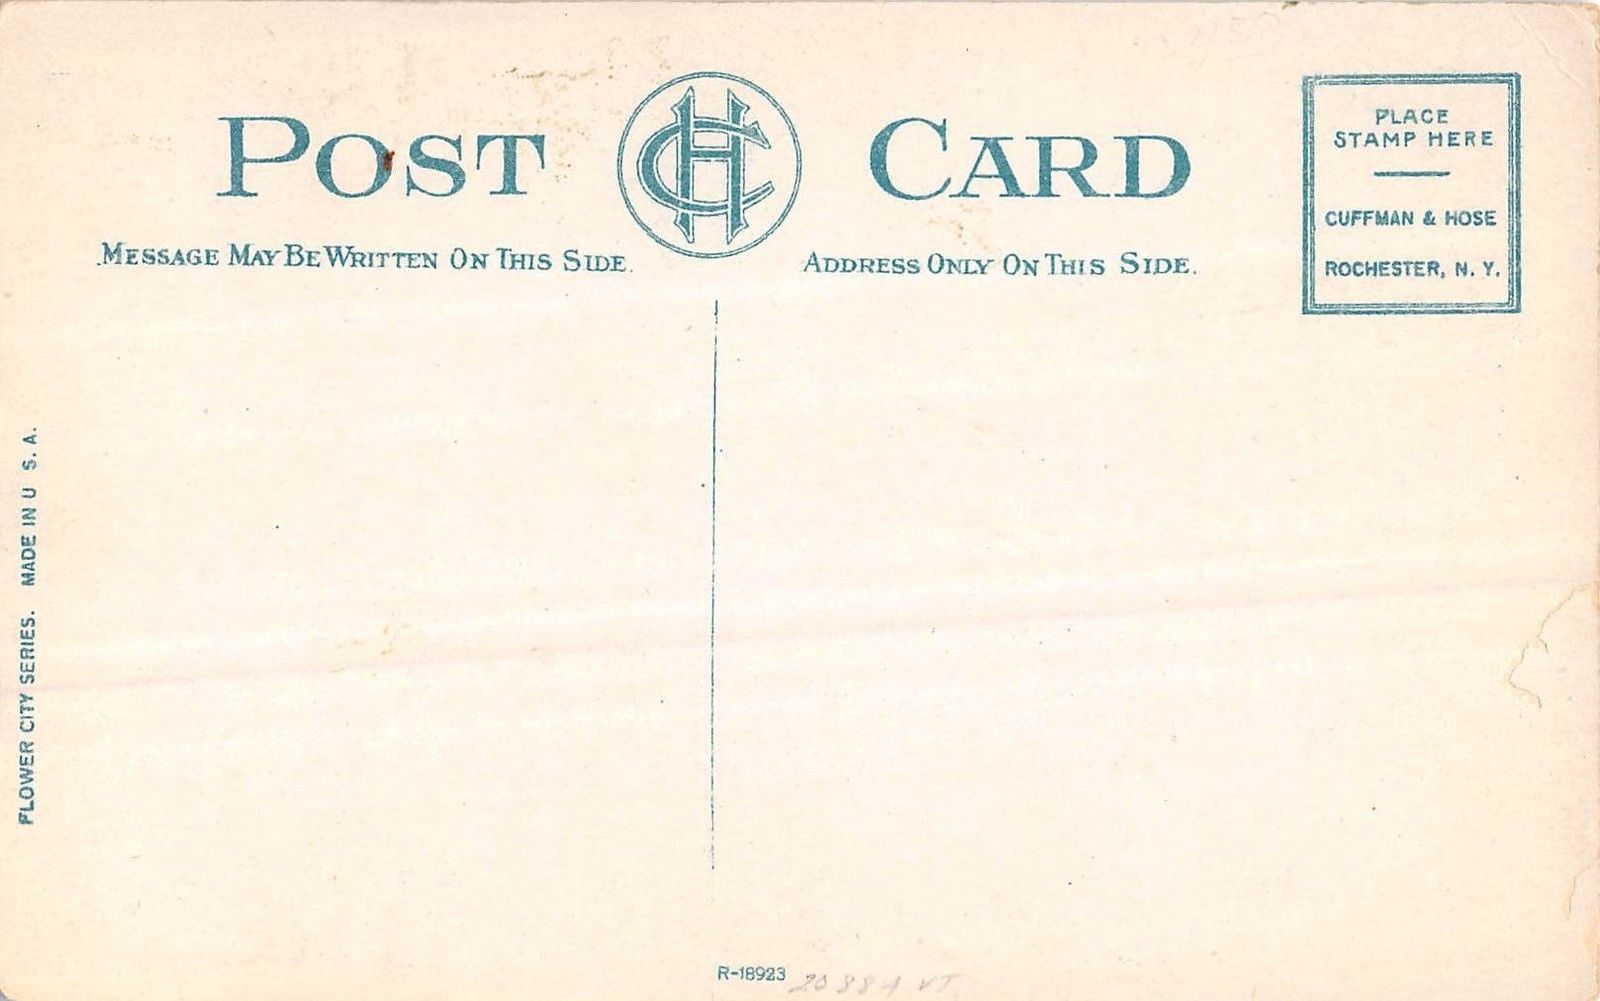 POST CARD
MESSAGE MAY BE WRITTEN ON THIS SIDE.
ADDRESS ONLY ON THIS SIDE.
PLACE
STAMP HERE
CUFFMAN & HOSE
ROCHESTER, N. Y.
FLOWER CITY SERIES. MADE IN U S. A.
R-18923